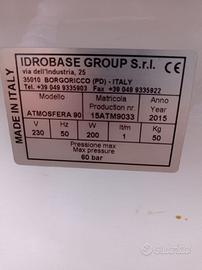 IDROBASE GROUP S.r.l.
via dell'Industria, 25
35010 BORGORICCO (PD) - ITALY
Tel. +39 049 9335903 Fax +39 049 9335922
Modello Matricola Anno
Model Production nr. Year
ATMOSFERA 90 15ATM9033 2015
V Hz W lt/m Kg
230 50 200 1 50
Max pressione
Max pressure
60 bar
MADE IN ITALY
CE
subito